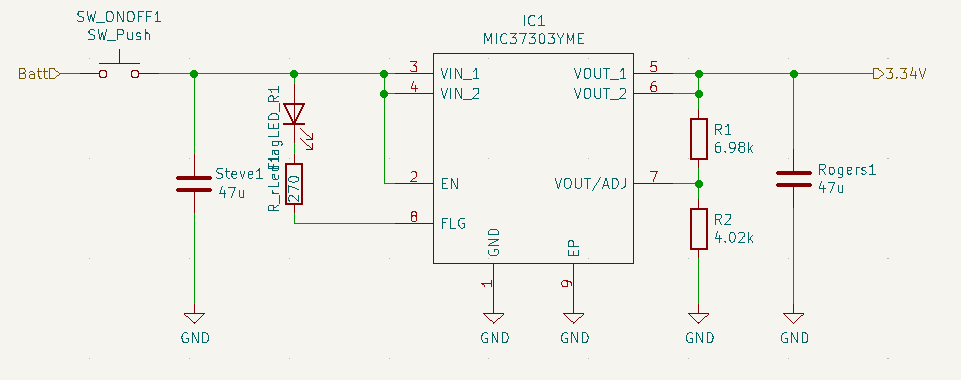 SW_ONOFF1
SW_Push
Batt
IC1
MIC37303YME
3
VIN_1
4
VIN_2
2
EN
8
FLG
5
VOUT_1
6
VOUT_2
7
VOUT/ADJ
GND
1
EP
9
3.34V
R1
6.98k
R2
4.02k
Steve1
47u
FlagLED_R1
R_rLed1
270
Rogers1
47u
GND
GND
GND
GND
GND